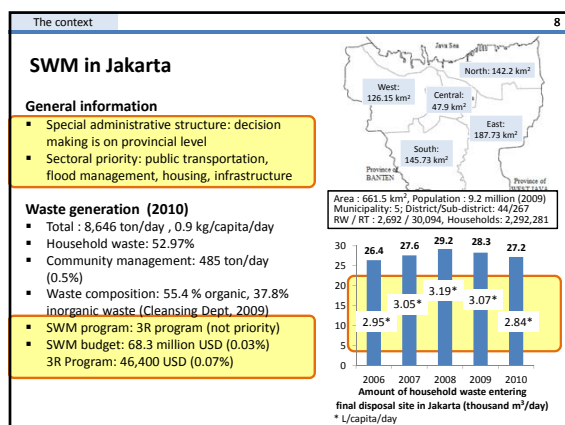 The context
8
SWM in Jakarta
General information
▪ Special administrative structure: decision
making is on provincial level
▪ Sectoral priority: public transportation,
flood management, housing, infrastructure
Waste generation (2010)
▪ Total : 8,646 ton/day , 0.9 kg/capita/day
▪ Household waste: 52.97%
▪ Community management: 485 ton/day
(0.5%)
▪ Waste composition: 55.4 % organic, 37.8%
inorganic waste (Cleansing Dept, 2009)
▪ SWM program: 3R program (not priority)
▪ SWM budget: 68.3 million USD (0.03%)
3R Program: 46,400 USD (0.07%)
Java Sea
North: 142.2 km²
West:
126.15 km²
Central:
47.9 km²
East:
187.73 km²
South:
145.73 km²
Province of
BANTEN
Province of
WEST JAVA
Area : 661.5 km², Population : 9.2 million (2009)
Municipality: 5; District/Sub-district: 44/267
RW / RT : 2,692 / 30,094, Households: 2,292,281
30
25
20
15
10
5
0
26.4
27.6
29.2
28.3
27.2
2.95*
3.05*
3.19*
3.07*
2.84*
2006 2007 2008 2009 2010
Amount of household waste entering
final disposal site in Jakarta (thousand m³/day)
* L/capita/day